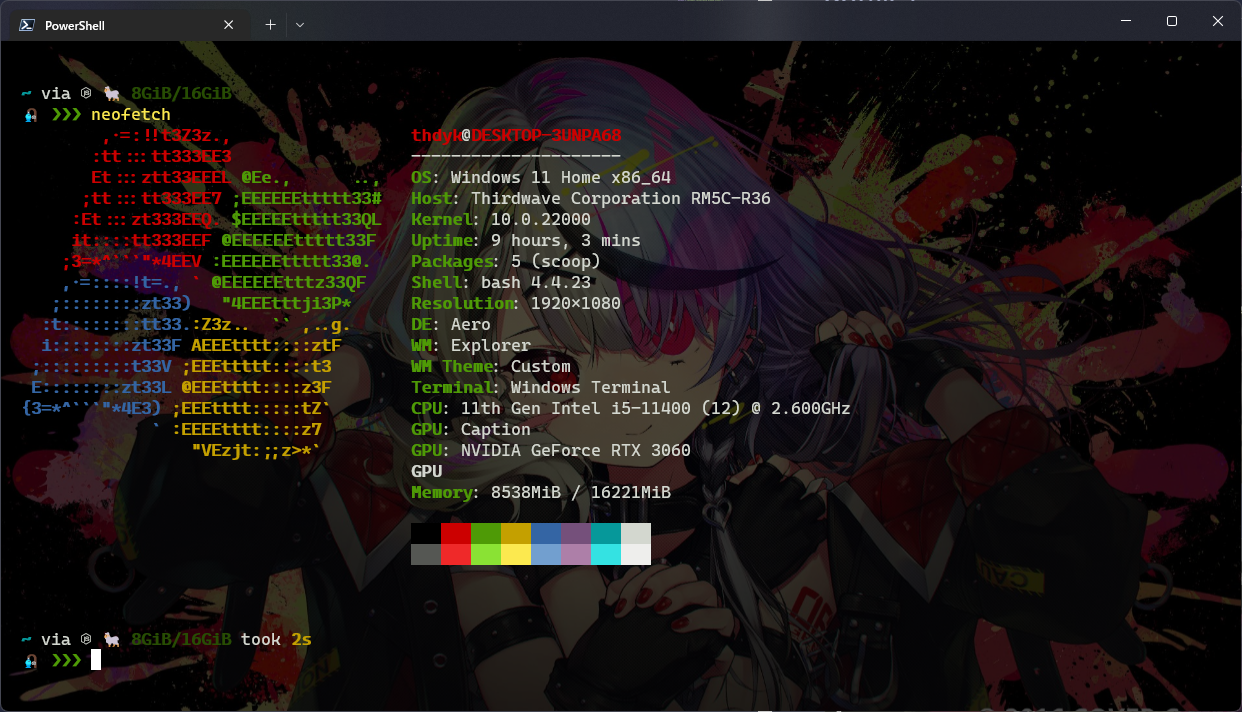 PowerShell
~ via 8GiB/16GiB
❯❯❯ neofetch
,.=:!!t3Z3z.,
:tt:::tt333EE3
Et:::ztt33EEEL @Ee., ..,
;tt:::tt333EE7 ;EEEEEEttttt33#
:Et:::zt333EEQ. $EEEEEttttt33QL
it::::tt333EEF @EEEEEEttttt33F
;3=*^```"*4EEV :EEEEEEttttt33@.
,.=::::!t=., ` @EEEEEEtttz33QF
;::::::::zt33) "4EEEtttji3P*
:t::::::::tt33.:Z3z.. `` ,..g.
i::::::::zt33F AEEEtttt::::ztF
;:::::::::t33V ;EEEttttt::::t3
E::::::::zt33L @EEEtttt::::z3F
{3=*^```"*4E3) ;EEEtttt:::::tZ`
` :EEEEtttt::::z7
"VEzjt:;;z>*`
thdyk@DESKTOP-3UNPA68
---------------------
OS: Windows 11 Home x86_64
Host: Thirdwave Corporation RM5C-R36
Kernel: 10.0.22000
Uptime: 9 hours, 3 mins
Packages: 5 (scoop)
Shell: bash 4.4.23
Resolution: 1920x1080
DE: Aero
WM: Explorer
WM Theme: Custom
Terminal: Windows Terminal
CPU: 11th Gen Intel i5-11400 (12) @ 2.600GHz
GPU: Caption
GPU: NVIDIA GeForce RTX 3060
GPU
Memory: 8538MiB / 16221MiB
~ via 8GiB/16GiB took 2s
❯❯❯